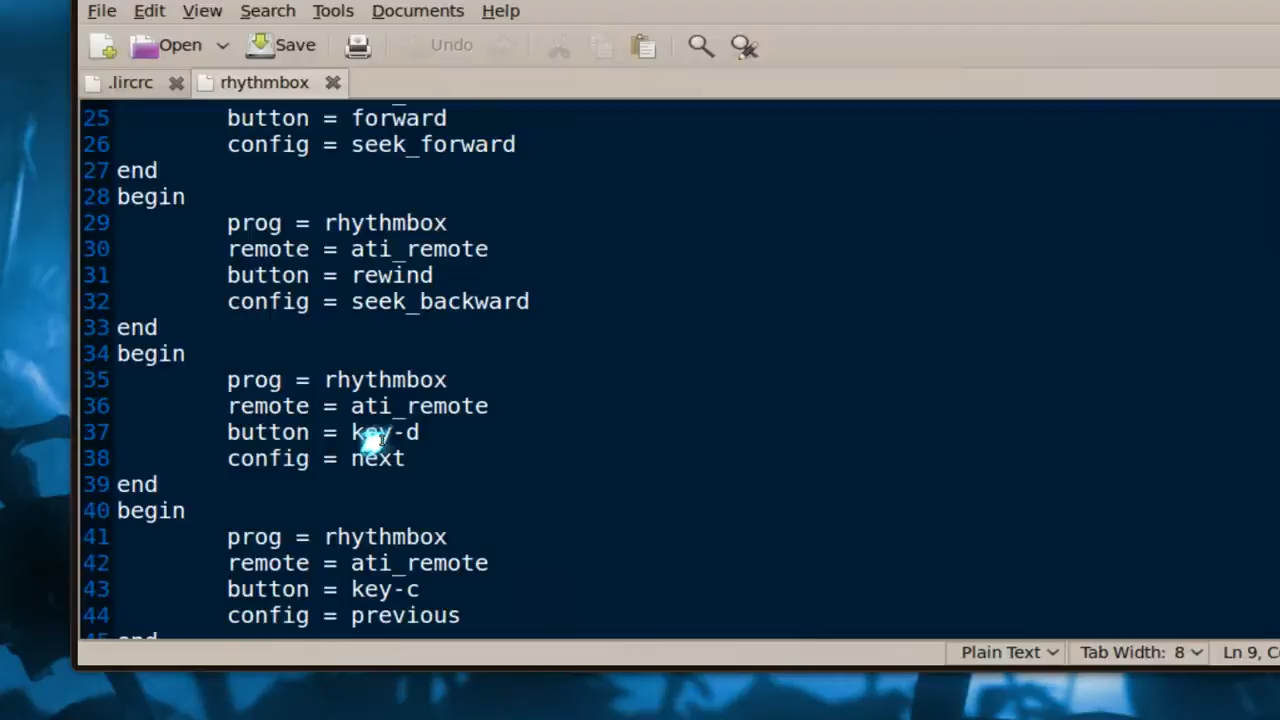 File Edit View Search Tools Documents Help
Open Save Undo
.lircrc rhythmbox
25 button = forward
26 config = seek_forward
27 end
28 begin
29 prog = rhythmbox
30 remote = ati_remote
31 button = rewind
32 config = seek_backward
33 end
34 begin
35 prog = rhythmbox
36 remote = ati_remote
37 button = key-d
38 config = next
39 end
40 begin
41 prog = rhythmbox
42 remote = ati_remote
43 button = key-c
44 config = previous
45 end
Plain Text Tab Width: 8 Ln 9, C